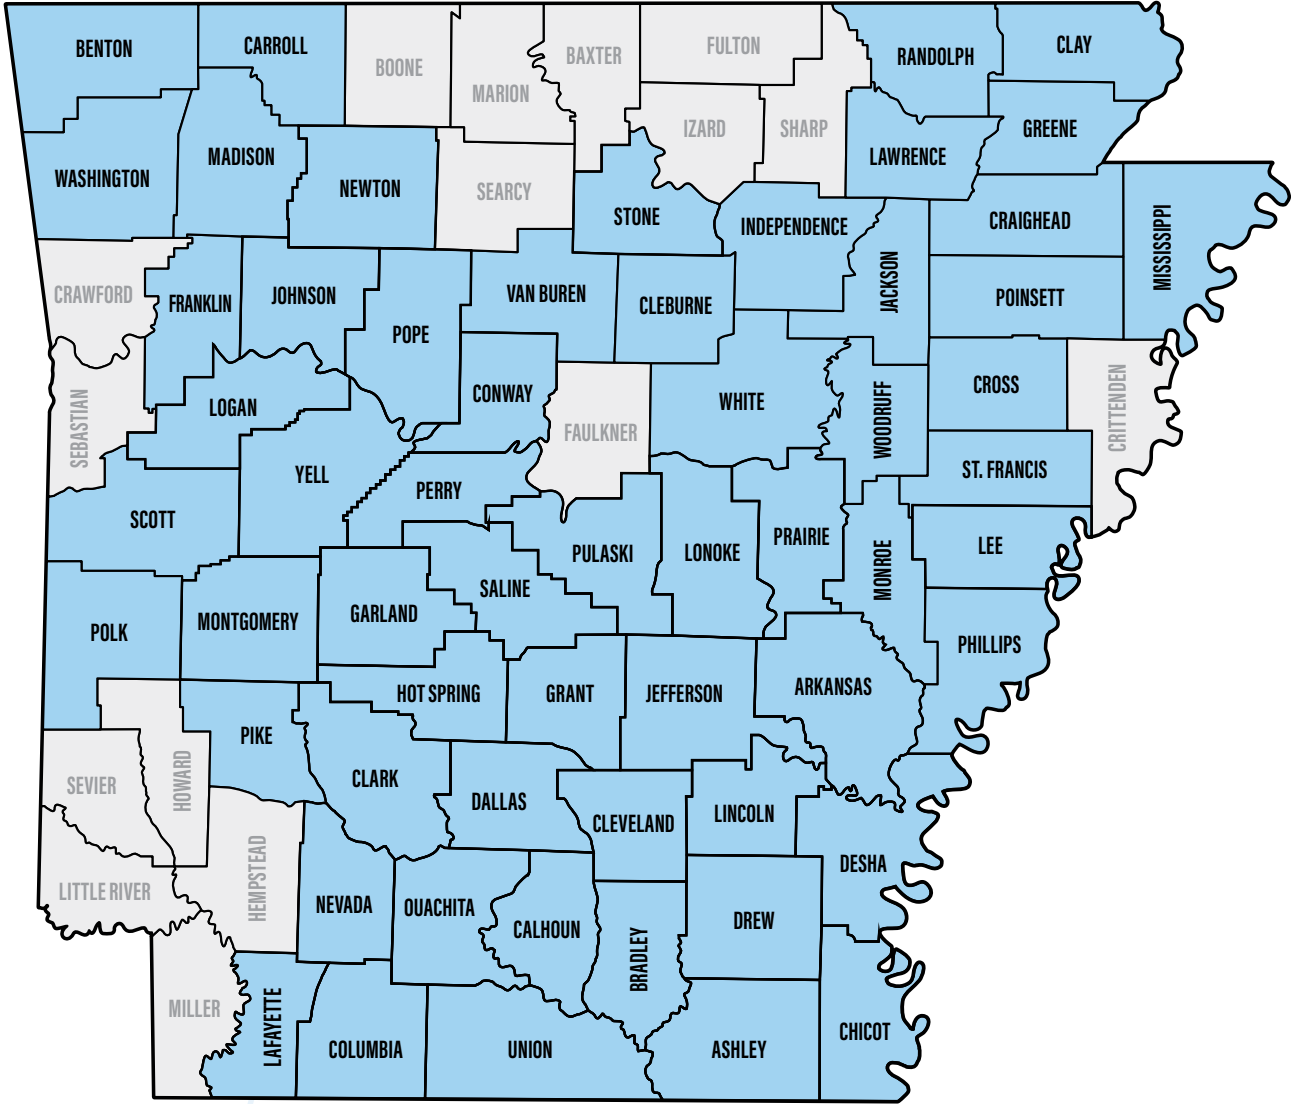 BENTON
CARROLL
BOONE
MARION
BAXTER
FULTON
RANDOLPH
CLAY
IZARD
SHARP
GREENE
LAWRENCE
WASHINGTON
MADISON
NEWTON
SEARCY
STONE
INDEPENDENCE
CRAIGHEAD
MISSISSIPPI
CRAWFORD
FRANKLIN
JOHNSON
POPE
VAN BUREN
CLEBURNE
JACKSON
POINSETT
SEBASTIAN
LOGAN
CONWAY
FAULKNER
WHITE
WOODRUFF
CROSS
CRITTENDEN
ST. FRANCIS
SCOTT
YELL
PERRY
PULASKI
LONOKE
PRAIRIE
MONROE
LEE
POLK
MONTGOMERY
GARLAND
SALINE
PHILLIPS
HOT SPRING
GRANT
JEFFERSON
ARKANSAS
SEVIER
HOWARD
PIKE
CLARK
DALLAS
CLEVELAND
LINCOLN
DESHA
LITTLE RIVER
HEMPSTEAD
NEVADA
OUACHITA
CALHOUN
BRADLEY
DREW
MILLER
LAFAYETTE
COLUMBIA
UNION
ASHLEY
CHICOT